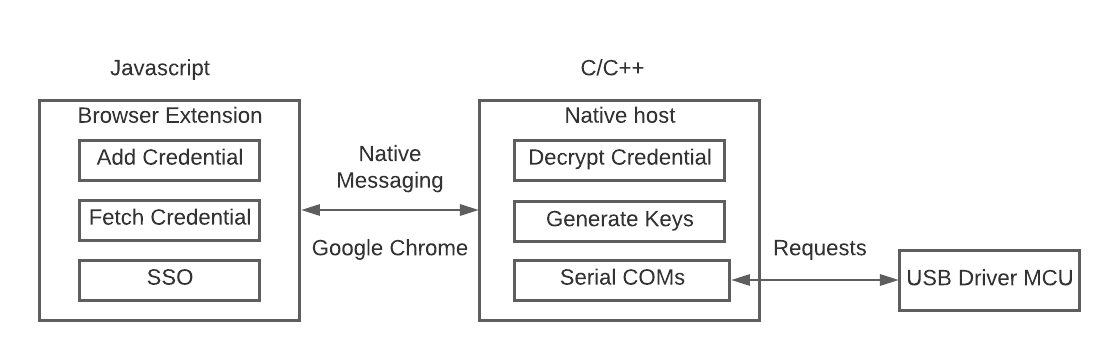 Javascript
C/C++
Browser Extension
Add Credential
Fetch Credential
SSO
Native
Messaging
Google Chrome
Native host
Decrypt Credential
Generate Keys
Serial COMs
Requests
USB Driver MCU